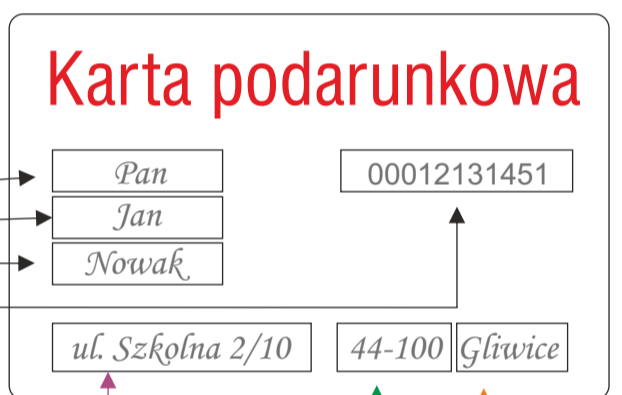 Karta podarunkowa
Pan 00012131451
Jan
Nowak
ul. Szkolna 2/10 44-100 Gliwice